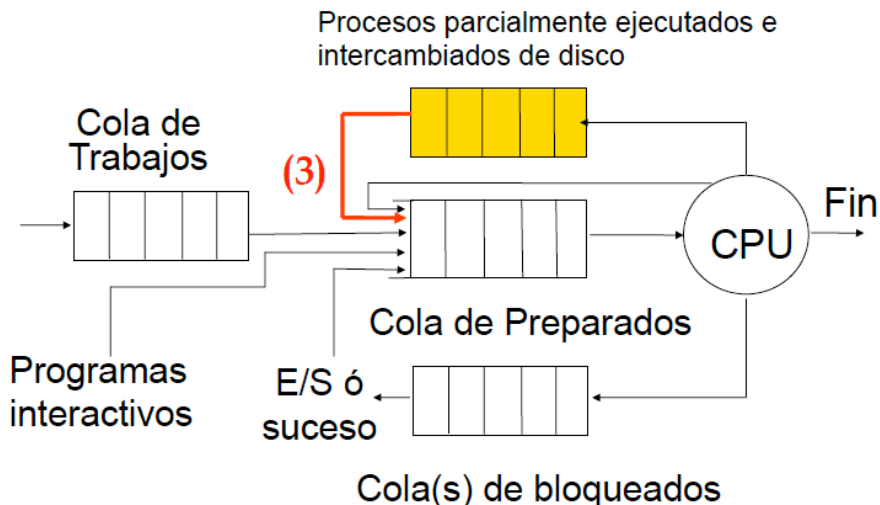 Procesos parcialmente ejecutados e
intercambiados de disco
Cola de
Trabajos
(3)
Fin
CPU
Cola de Preparados
Programas
interactivos
E/S ó
suceso
Cola(s) de bloqueados